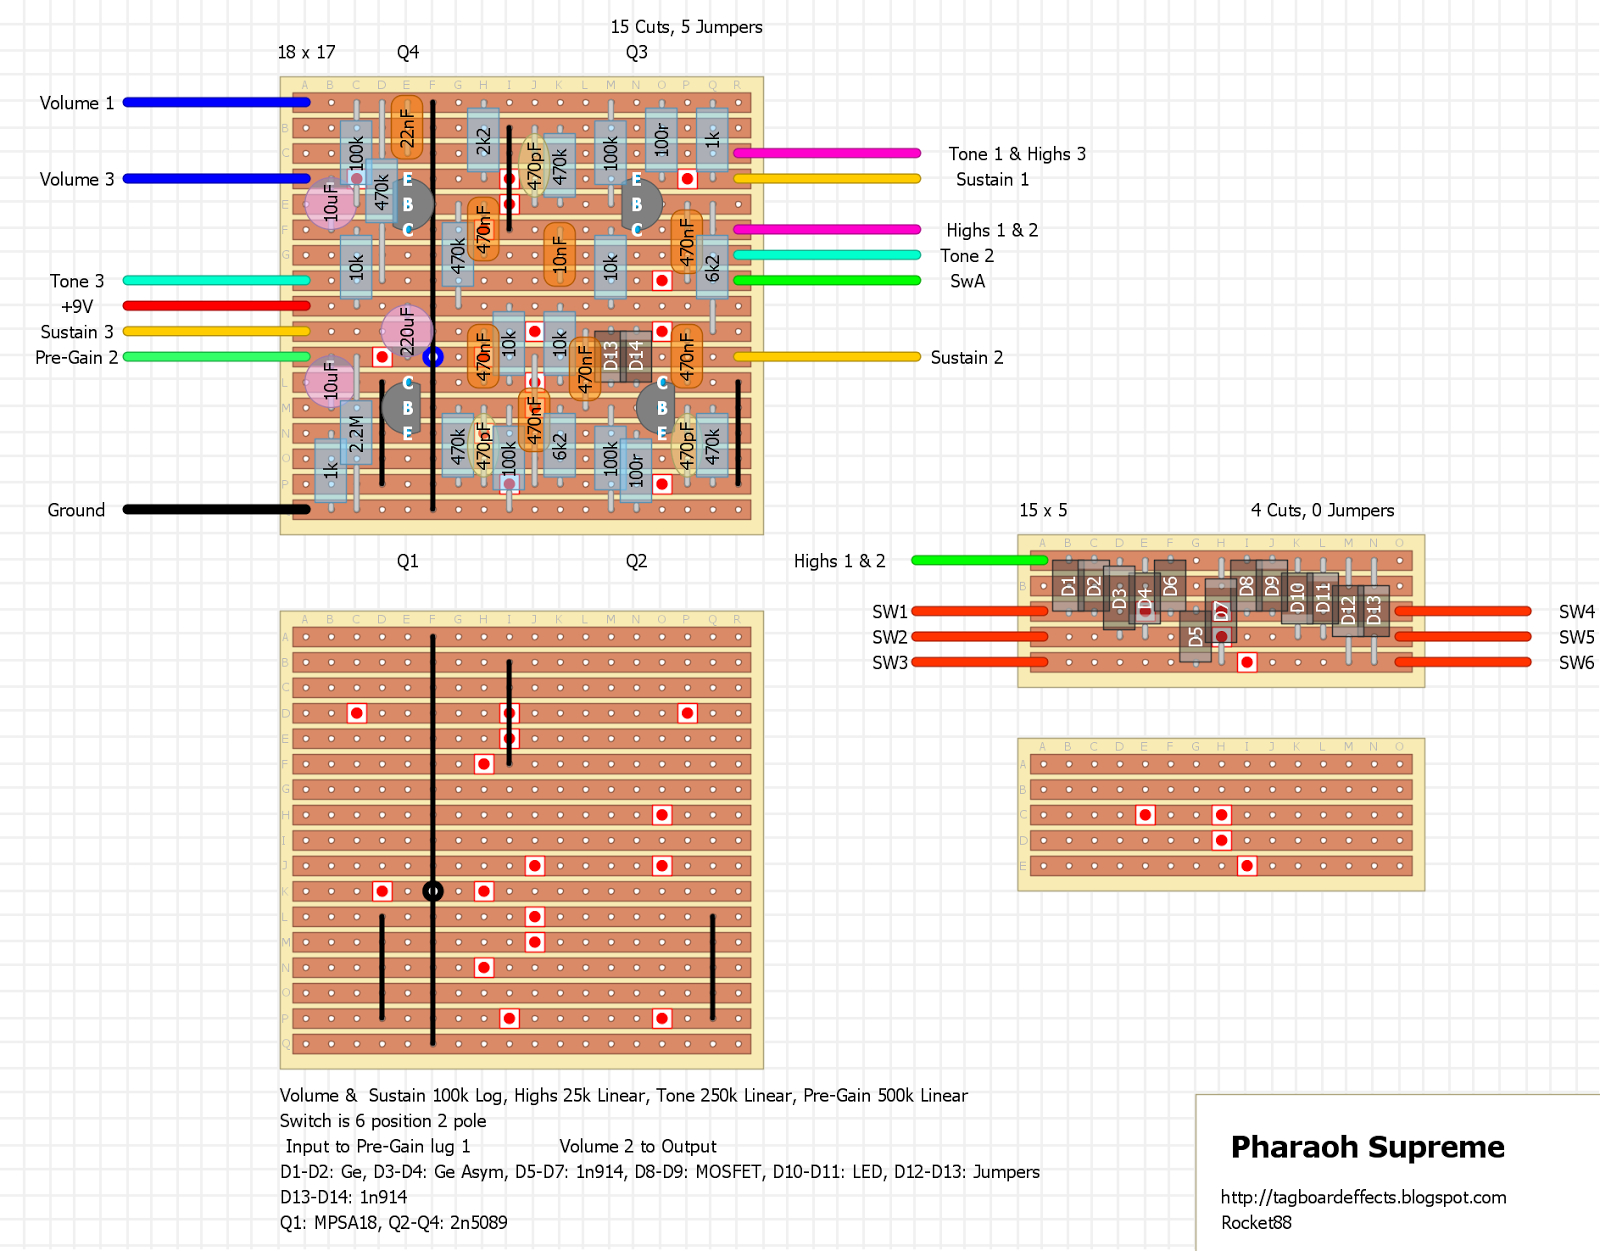 15 Cuts, 5 Jumpers
18 x 17
Q4
Q3
A B C D E F G H I J K L M N O P Q R
Volume 1
Volume 3
Tone 3
+9V
Sustain 3
Pre-Gain 2
Ground
Tone 1 & Highs 3
Sustain 1
Highs 1 & 2
Tone 2
SwA
Sustain 2
B
C
E
F
G
L
M
N
O
P
100k
22nF
2k2
470pF
470k
100k
100r
1k
10uF
470k
E
B
C
E
B
C
10k
470k
470nF
10nF
10k
470nF
6k2
220uF
470nF
10k
10k
470nF
D13
D14
470nF
10uF
C
B
E
C
B
E
1k
2.2M
470k
470pF
100k
470nF
6k2
100k
100r
470pF
470k
Q1
Q2
15 x 5
4 Cuts, 0 Jumpers
A B C D E F G H I J K L M N O
B
Highs 1 & 2
SW1
SW2
SW3
SW4
SW5
SW6
D1
D2
D3
D4
D6
D5
D7
D8
D9
D10
D11
D12
D13
A B C D E F G H I J K L M N O P Q R
A
B
C
D
E
F
G
H
I
J
K
L
M
N
O
P
Q
A B C D E F G H I J K L M N O
A
B
C
D
E
Volume & Sustain 100k Log, Highs 25k Linear, Tone 250k Linear, Pre-Gain 500k Linear
Switch is 6 position 2 pole
Input to Pre-Gain lug 1 Volume 2 to Output
D1-D2: Ge, D3-D4: Ge Asym, D5-D7: 1n914, D8-D9: MOSFET, D10-D11: LED, D12-D13: Jumpers
D13-D14: 1n914
Q1: MPSA18, Q2-Q4: 2n5089
Pharaoh Supreme
http://tagboardeffects.blogspot.com
Rocket88